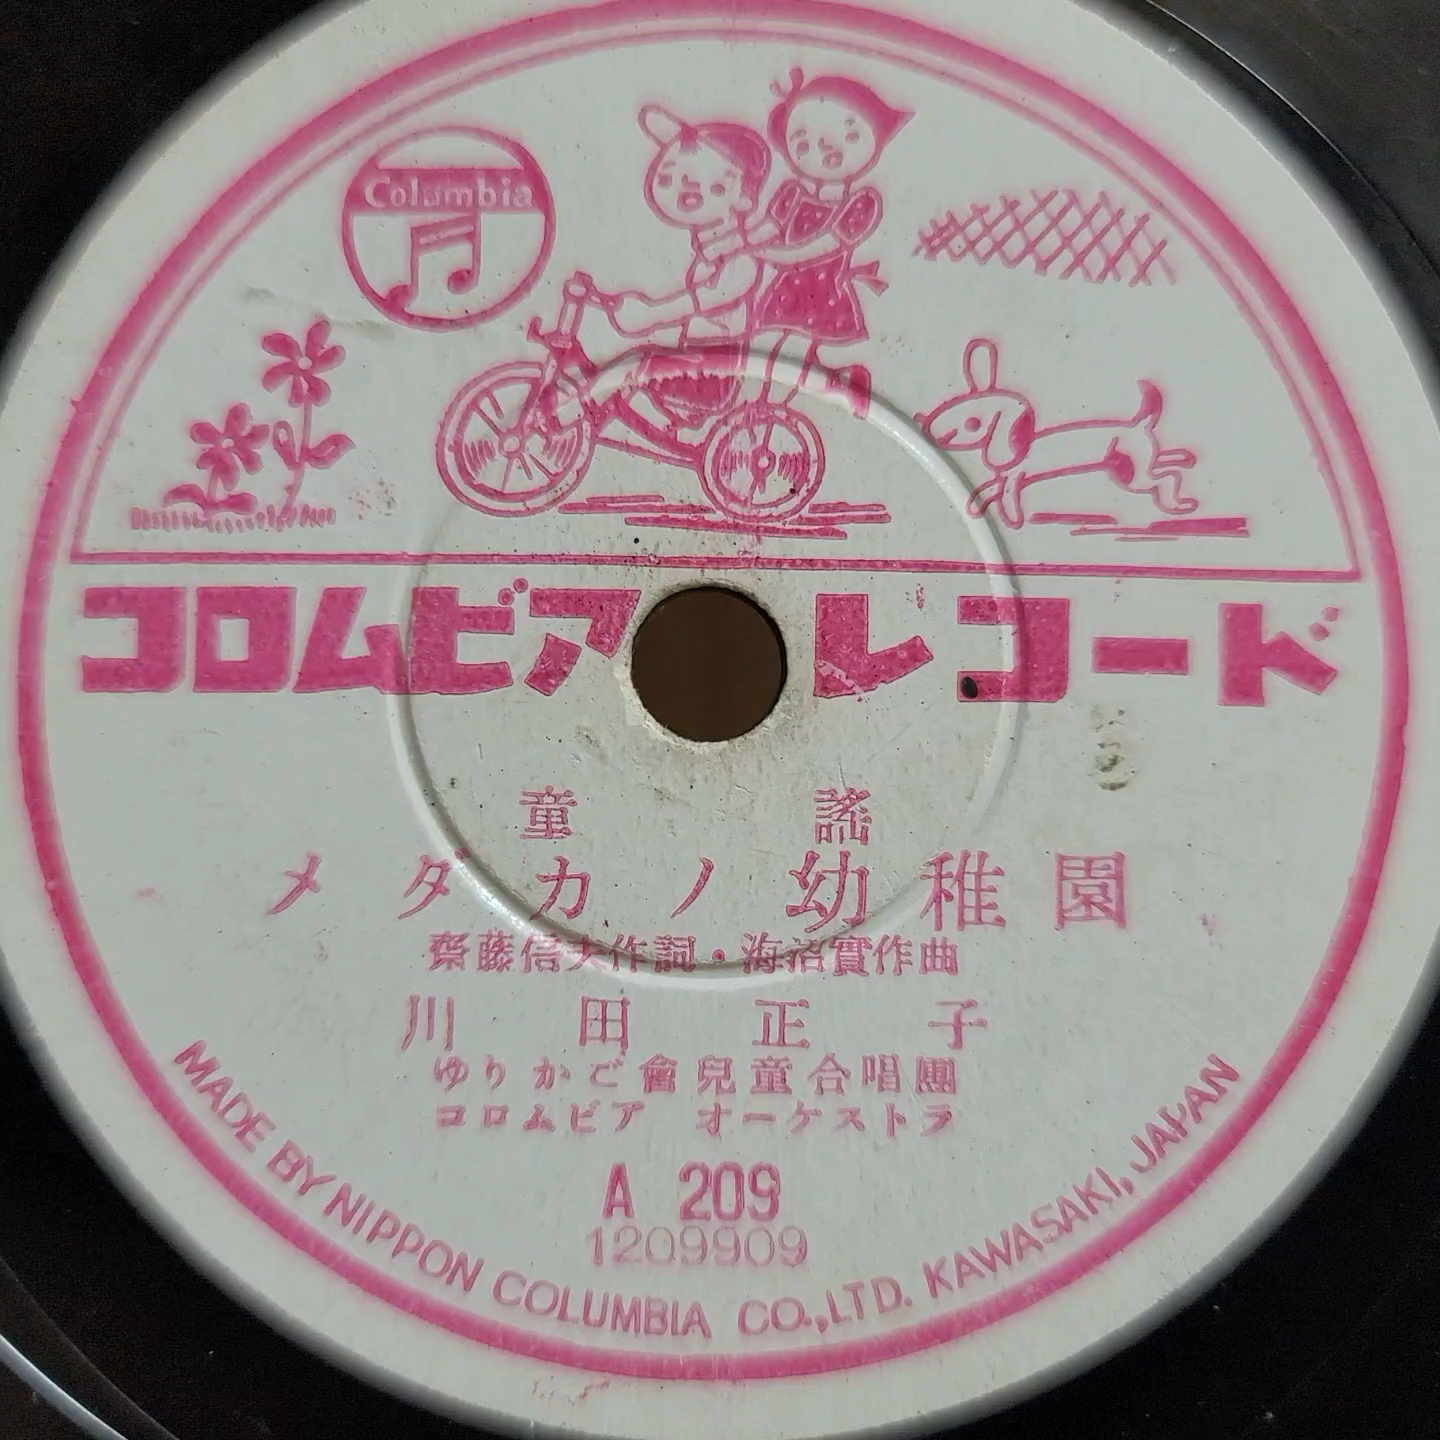 Columbia
コロムビア レコード
童謠
メダカノ幼稚園
齋藤信夫作詞・海沼實作曲
川田正子
ゆりかご會兒童合唱團
コロムビア オーケストラ
A 209
1209909
MADE BY NIPPON COLUMBIA CO.,LTD. KAWASAKI, JAPAN